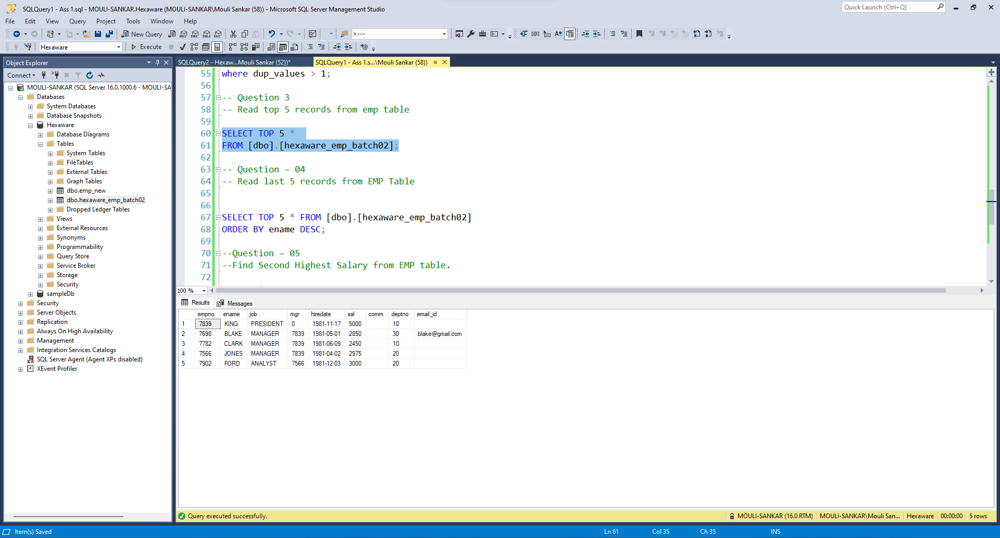 SQLQuery1 - Ass 1.sql - MOULI-SANKAR.Hexaware (MOULI-SANKAR\Mouli Sankar (58)) - Microsoft SQL Server Management Studio
Quick Launch (Ctrl+Q)
File Edit View Query Project Tools Window Help
New Query
MDX DMX XMLA DAX
>---
Hexaware
Execute
Object Explorer
Connect
MOULI-SANKAR (SQL Server 16.0.1000.6 - MOULI-SA
Databases
System Databases
Database Snapshots
Hexaware
Database Diagrams
Tables
System Tables
FileTables
External Tables
Graph Tables
dbo.emp_new
dbo.hexaware_emp_batch02
Dropped Ledger Tables
Views
External Resources
Synonyms
Programmability
Query Store
Service Broker
Storage
Security
sampleDb
Security
Server Objects
Replication
Always On High Availability
Management
Integration Services Catalogs
SQL Server Agent (Agent XPs disabled)
XEvent Profiler
SQLQuery2 - Hexaw...Mouli Sankar (52))*
SQLQuery1 - Ass 1.s...\Mouli Sankar (58))
55 where dup_values > 1;
56
57 -- Question 3
58 -- Read top 5 records from emp table
59
60 SELECT TOP 5 *
61 FROM [dbo].[hexaware_emp_batch02];
62
63 -- Question – 04
64 -- Read last 5 records from EMP Table
65
66
67 SELECT TOP 5 * FROM [dbo].[hexaware_emp_batch02]
68 ORDER BY ename DESC;
69
70 --Question – 05
71 --Find Second Highest Salary from EMP table.
72
100 %
Results Messages
empno ename job mgr hiredate sal comm deptno email_id
1 7839 KING PRESIDENT 0 1981-11-17 5000 10
2 7698 BLAKE MANAGER 7839 1981-05-01 2850 30 blake@gmail.com
3 7782 CLARK MANAGER 7839 1981-06-09 2450 10
4 7566 JONES MANAGER 7839 1981-04-02 2975 20
5 7902 FORD ANALYST 7566 1981-12-03 3000 20
Query executed successfully.
MOULI-SANKAR (16.0 RTM) MOULI-SANKAR\Mouli San... Hexaware 00:00:00 5 rows
Item(s) Saved
Ln 61 Col 35 Ch 35 INS